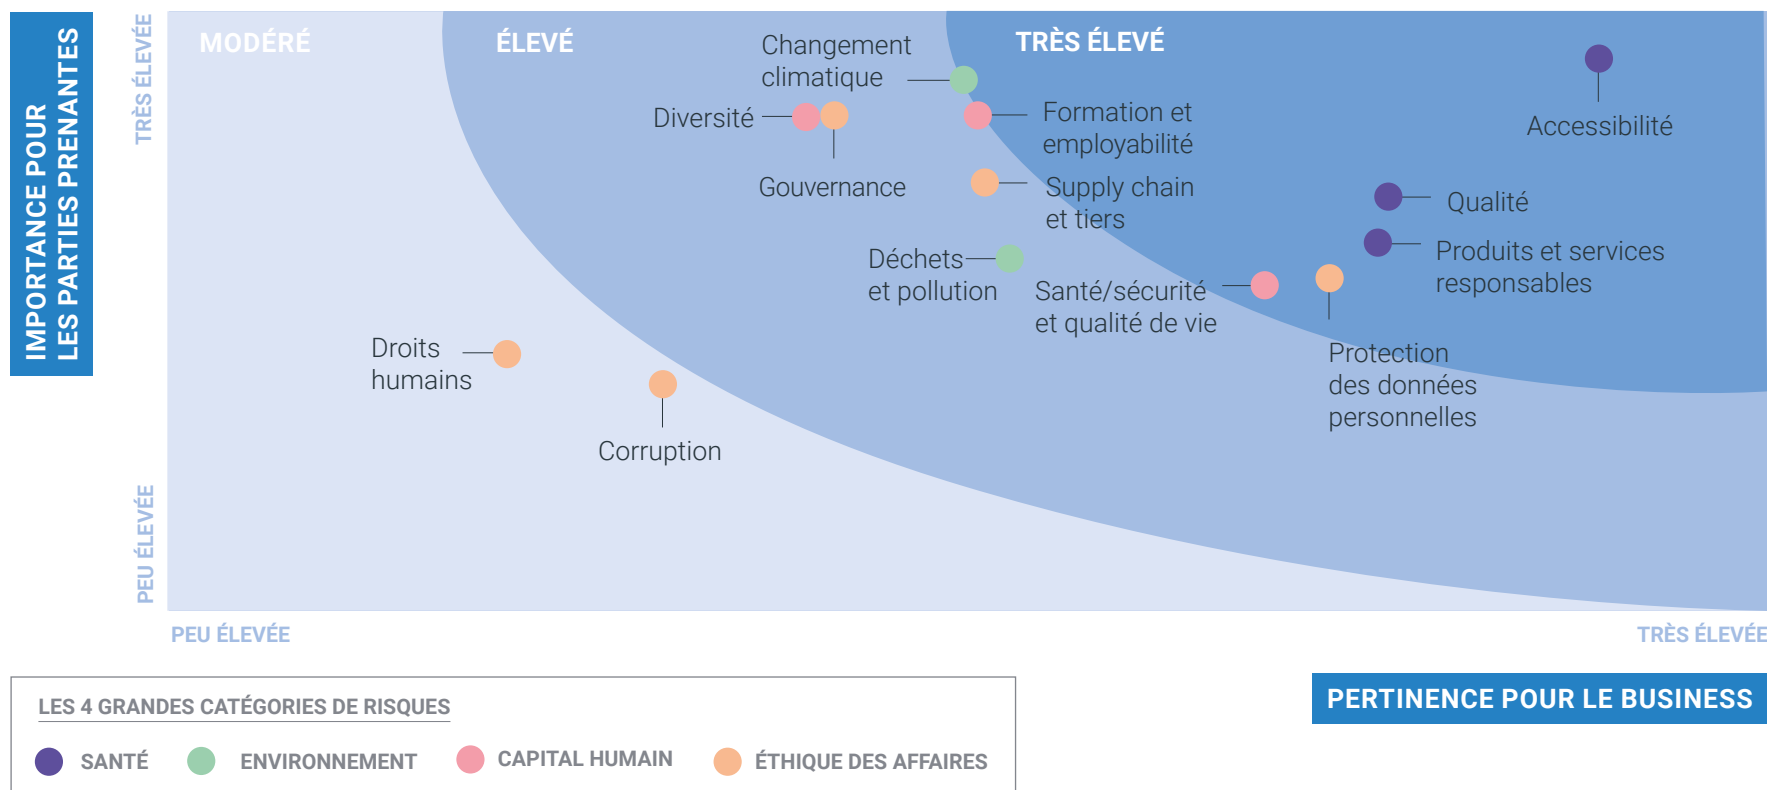 IMPORTANCE POUR
LES PARTIES PRENANTES
TRÈS ÉLEVÉE
PEU ÉLEVÉE
MODÉRÉ
ÉLEVÉ
TRÈS ÉLEVÉ
Changement
climatique
Diversité
Gouvernance
Formation et
employabilité
Supply chain
et tiers
Accessibilité
Qualité
Produits et services
responsables
Déchets
et pollution
Santé/sécurité
et qualité de vie
Protection
des données
personnelles
Droits
humains
Corruption
PEU ÉLEVÉE
TRÈS ÉLEVÉE
PERTINENCE POUR LE BUSINESS
LES 4 GRANDES CATÉGORIES DE RISQUES
SANTÉ
ENVIRONNEMENT
CAPITAL HUMAIN
ÉTHIQUE DES AFFAIRES